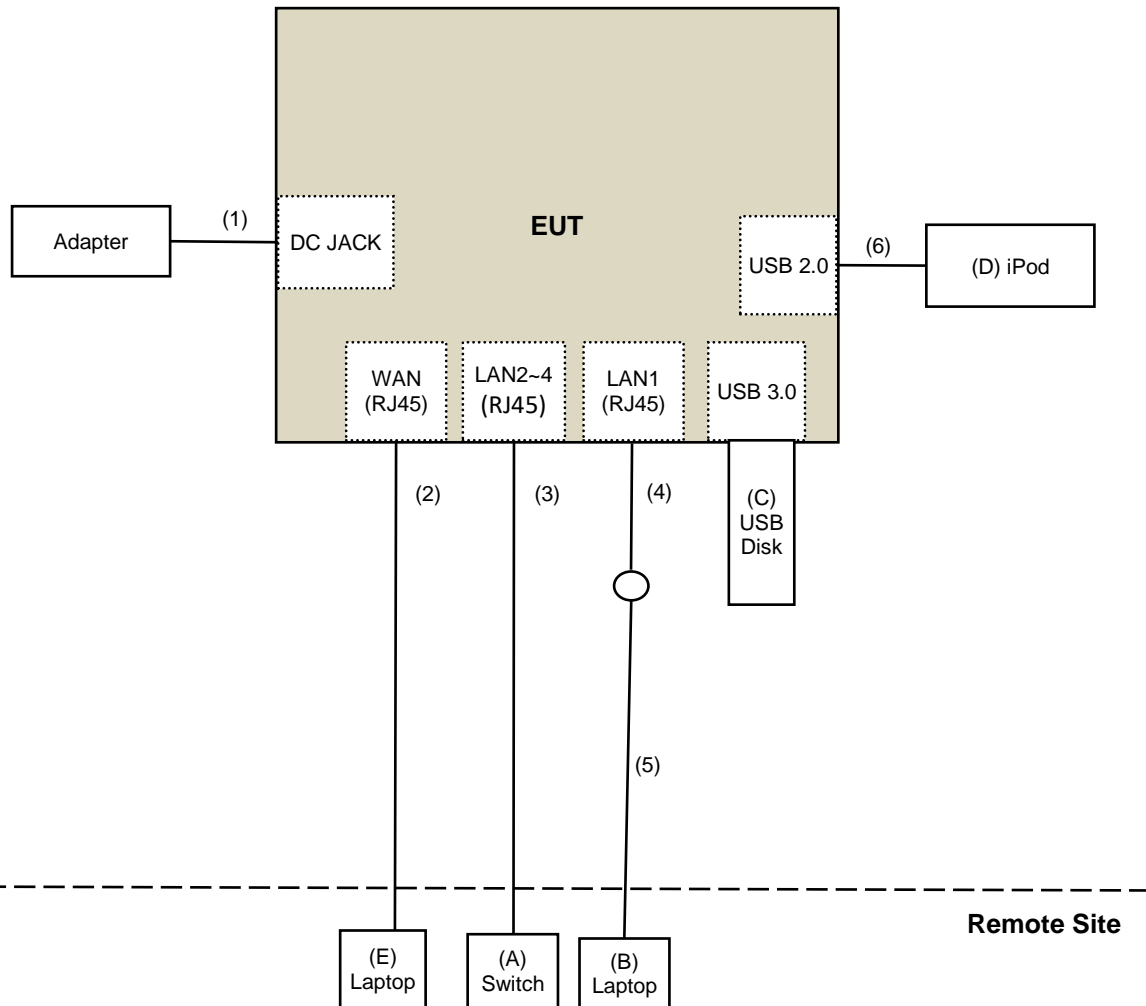 EUT
(1)
Adapter
DC JACK
USB 2.0
(6)
(D) iPod
WAN
(RJ45)
LAN2~4
(RJ45)
LAN1
(RJ45)
USB 3.0
(2)
(3)
(4)
(C)
USB
Disk
(5)
Remote Site
(E)
Laptop
(A)
Switch
(B)
Laptop